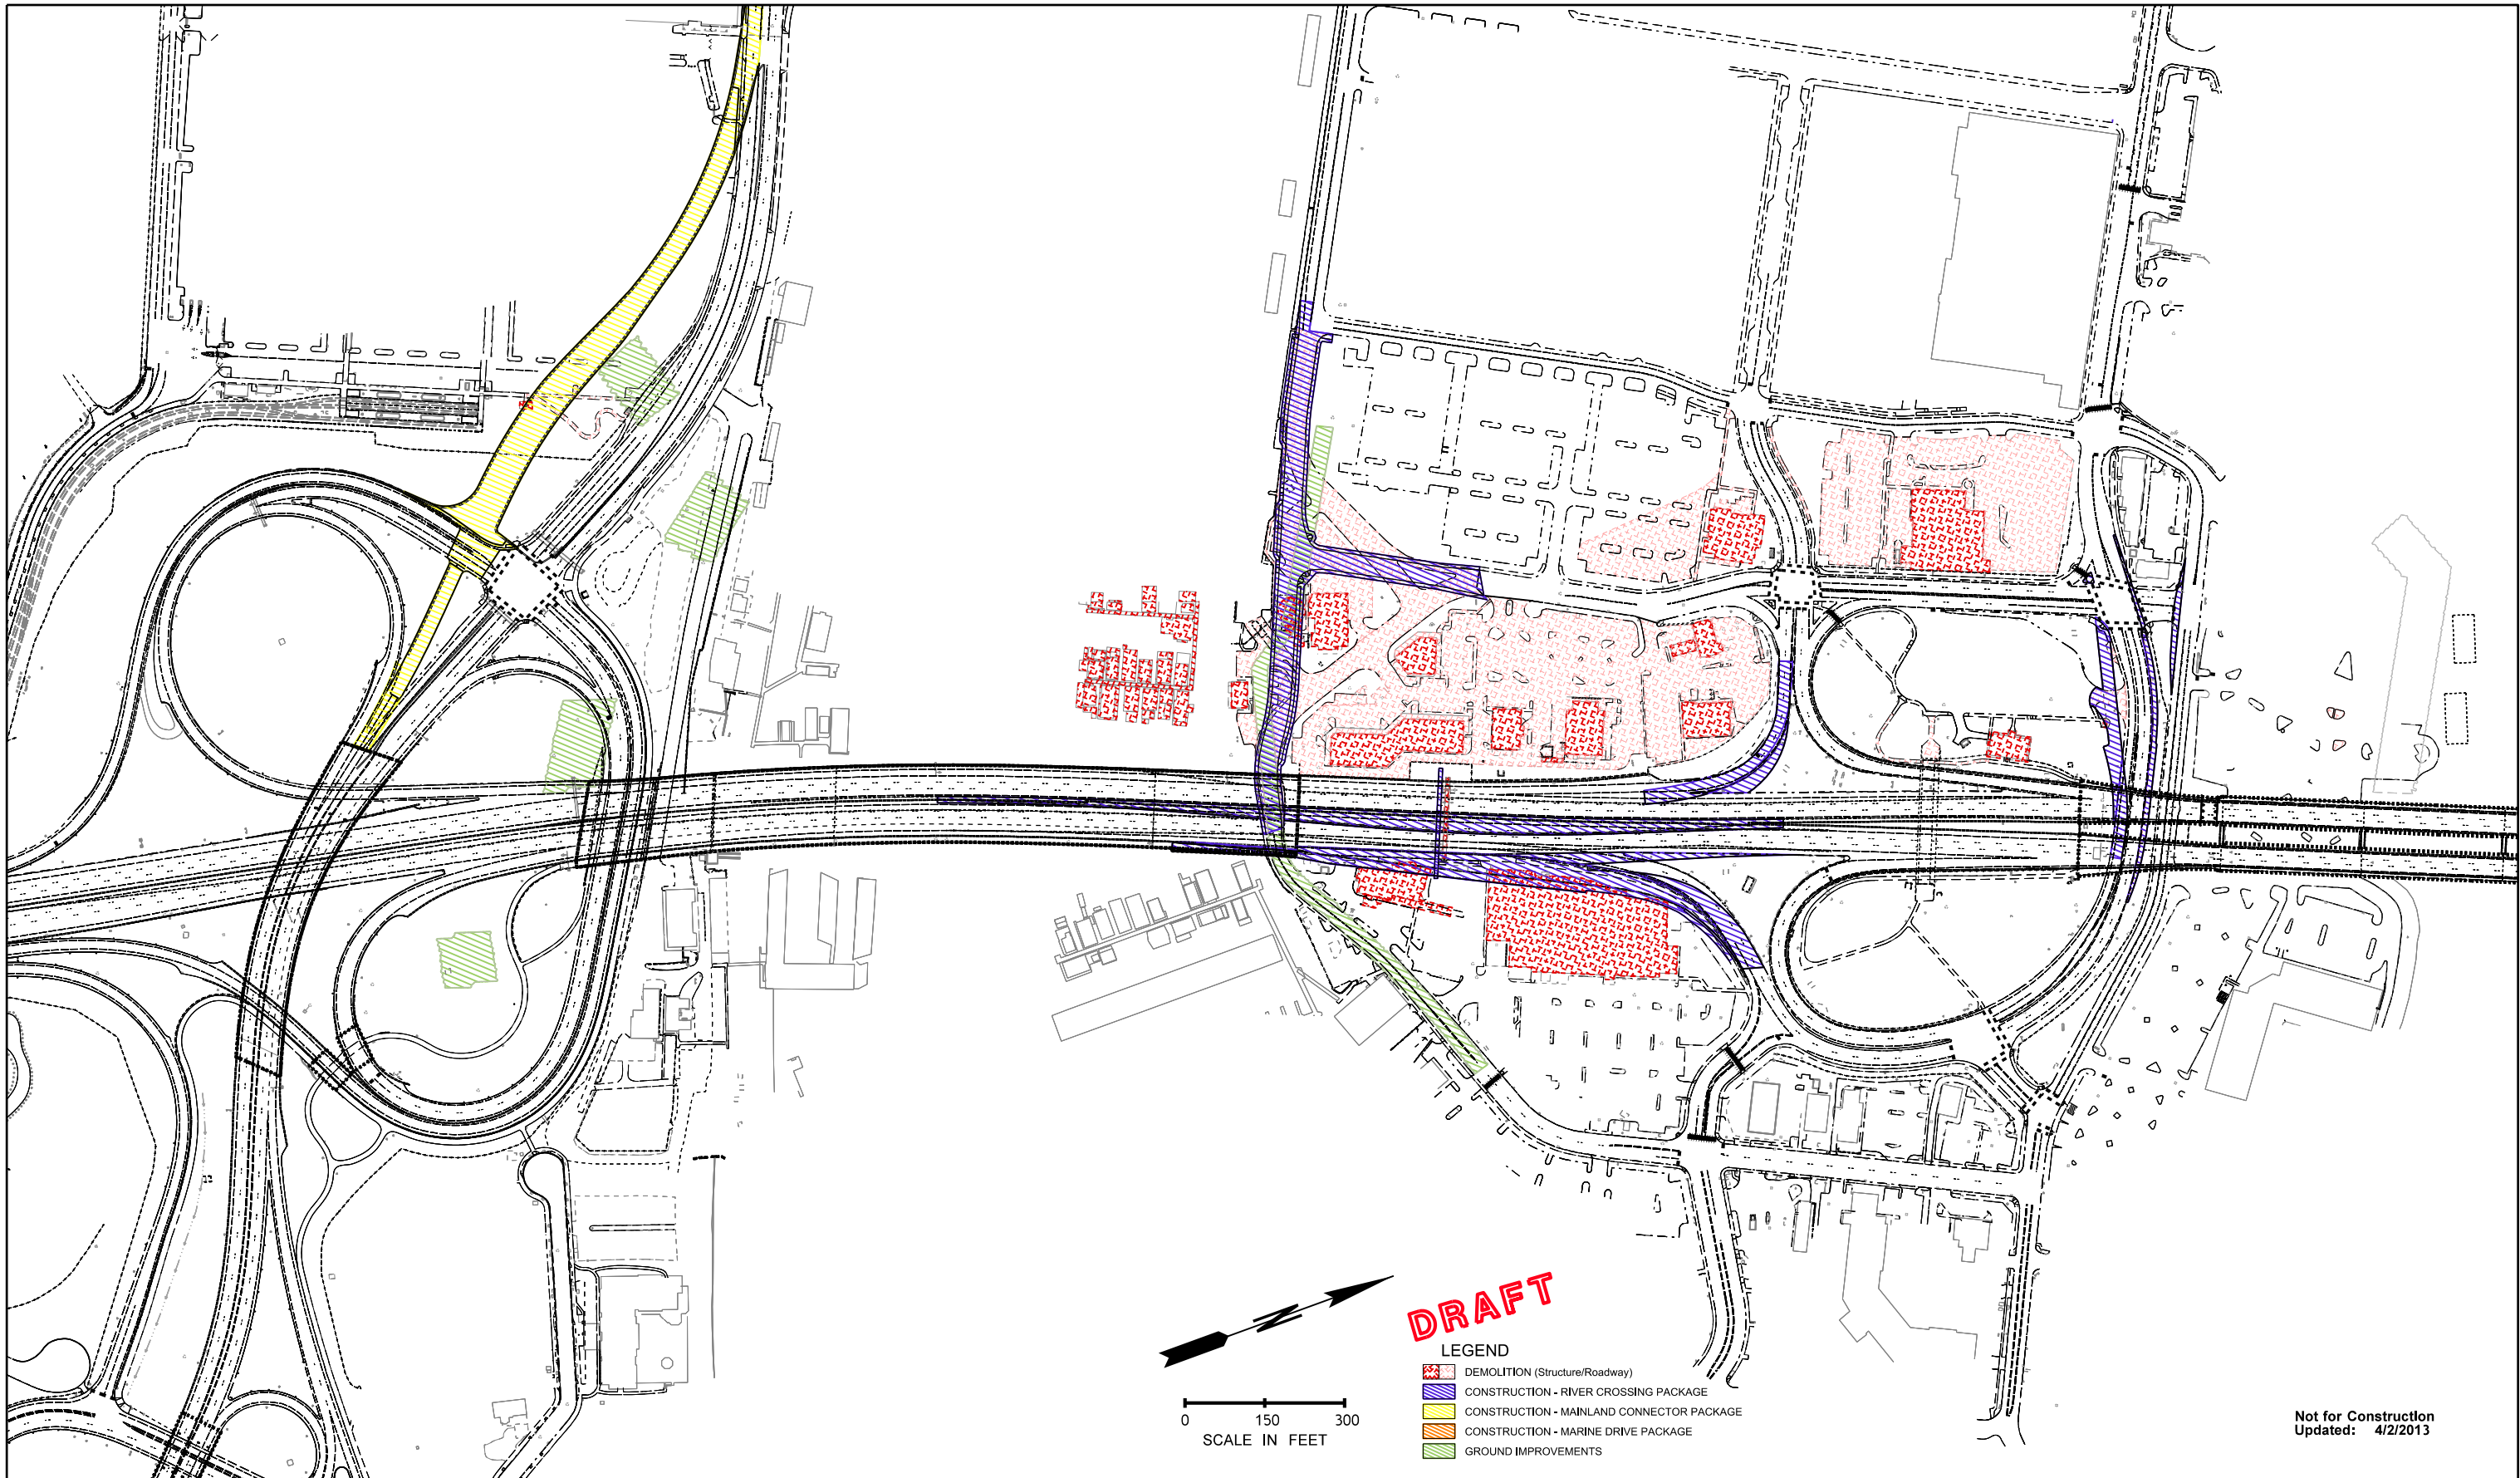 DRAFT
LEGEND
DEMOLITION (Structure/Roadway)
CONSTRUCTION - RIVER CROSSING PACKAGE
CONSTRUCTION - MAINLAND CONNECTOR PACKAGE
CONSTRUCTION - MARINE DRIVE PACKAGE
GROUND IMPROVEMENTS
0 150 300
SCALE IN FEET
Not for Construction
Updated: 4/2/2013